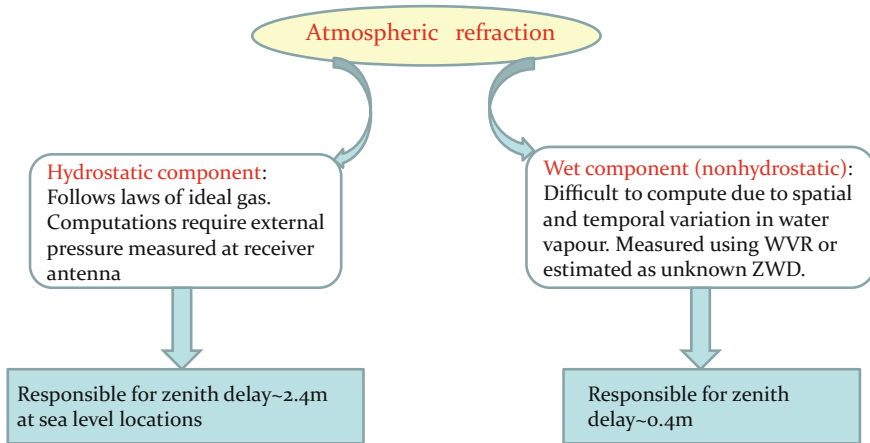 Atmospheric refraction
Hydrostatic component:
Follows laws of ideal gas.
Computations require external
pressure measured at receiver
antenna
Wet component (nonhydrostatic):
Difficult to compute due to spatial
and temporal variation in water
vapour. Measured using WVR or
estimated as unknown ZWD.
Responsible for zenith delay~2.4m
at sea level locations
Responsible for zenith
delay~0.4m